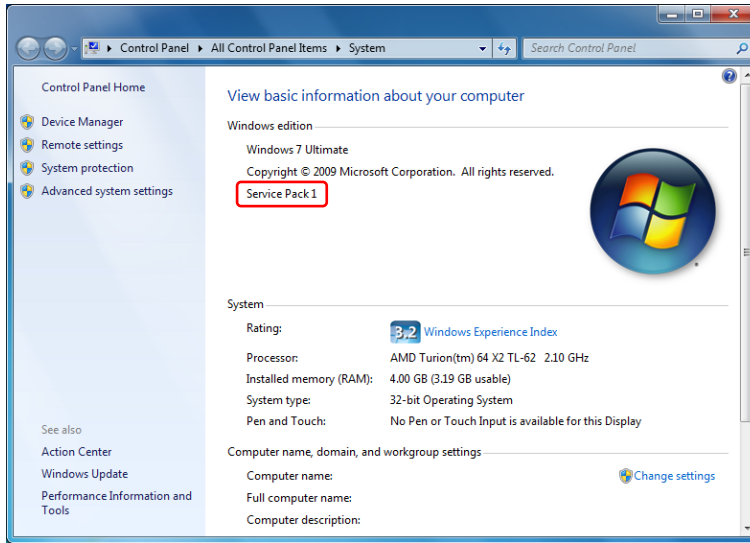 Control Panel ▸ All Control Panel Items ▸ System
Search Control Panel
Control Panel Home
Device Manager
Remote settings
System protection
Advanced system settings
See also
Action Center
Windows Update
Performance Information and
Tools
View basic information about your computer
Windows edition
Windows 7 Ultimate
Copyright © 2009 Microsoft Corporation. All rights reserved.
Service Pack 1
System
Rating: 3.2 Windows Experience Index
Processor: AMD Turion(tm) 64 X2 TL-62 2.10 GHz
Installed memory (RAM): 4.00 GB (3.19 GB usable)
System type: 32-bit Operating System
Pen and Touch: No Pen or Touch Input is available for this Display
Computer name, domain, and workgroup settings
Computer name: Change settings
Full computer name:
Computer description: